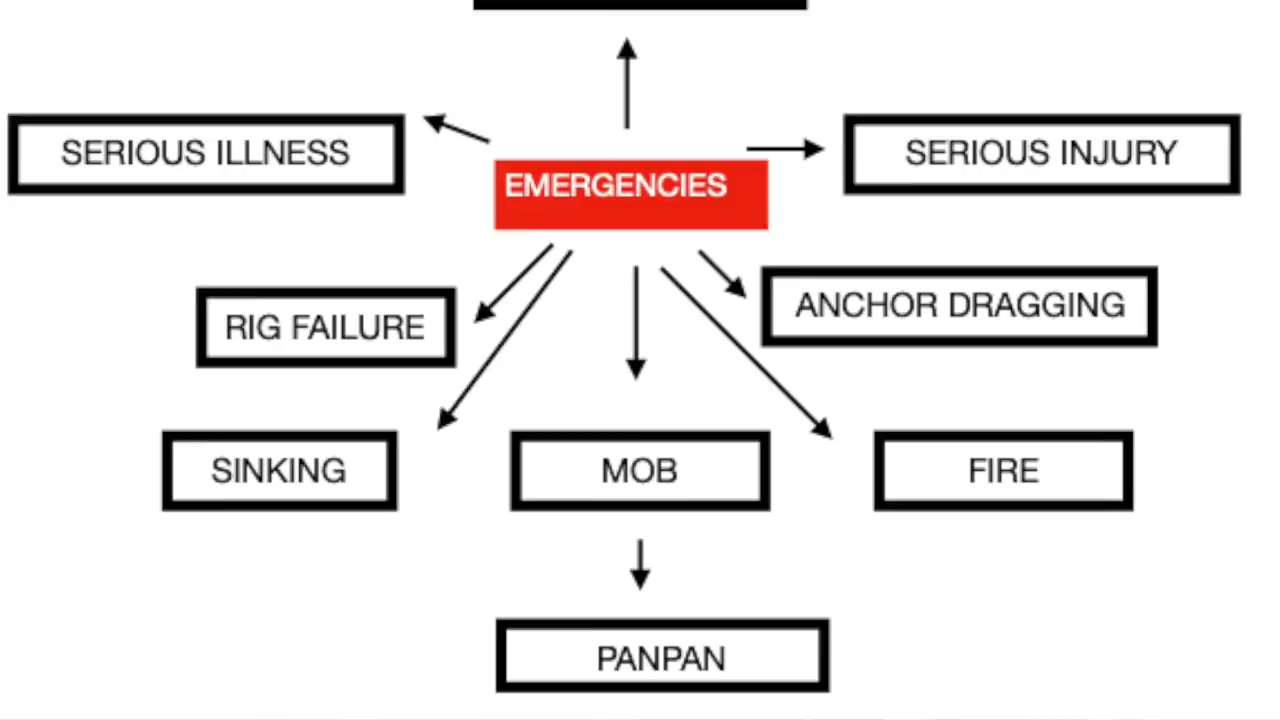 SERIOUS ILLNESS
SERIOUS INJURY
EMERGENCIES
ANCHOR DRAGGING
RIG FAILURE
SINKING
MOB
FIRE
PANPAN